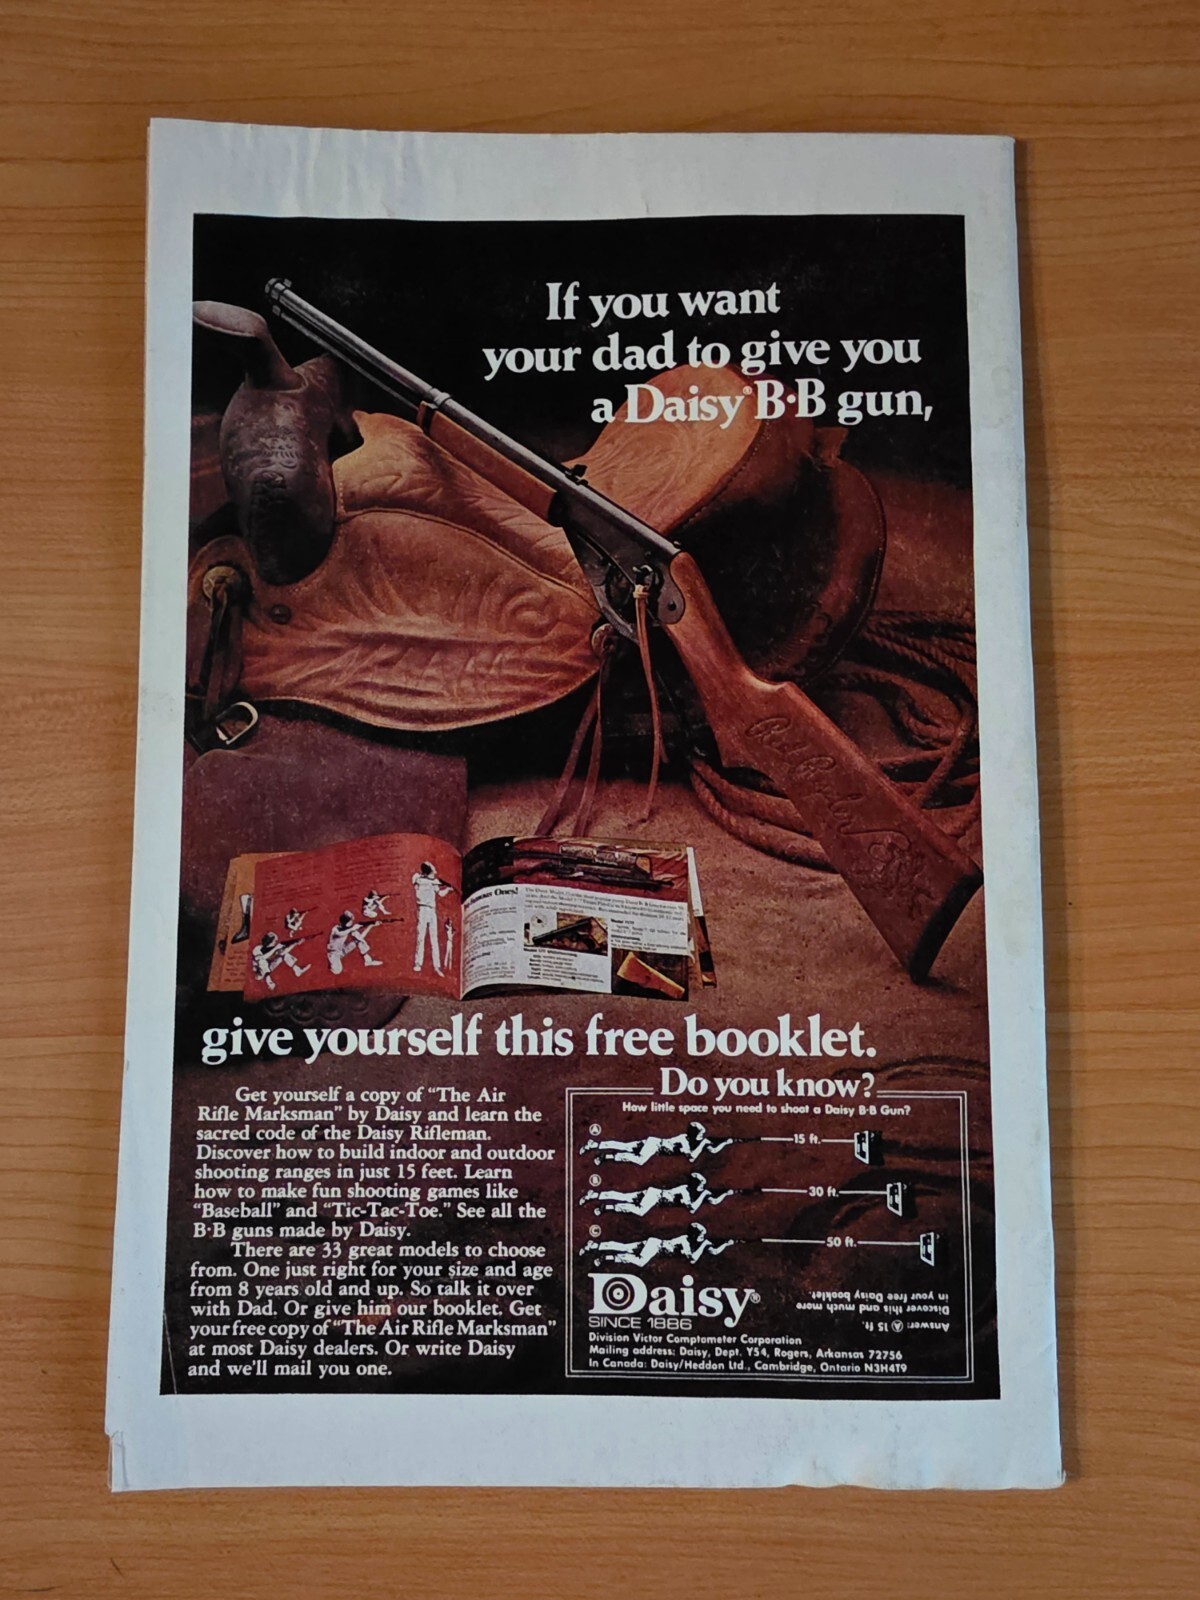 If you want
your dad to give you
a Daisy® B·B gun,
Red Ryder
Famous Ones!
give yourself this free booklet.
Get yourself a copy of "The Air
Rifle Marksman" by Daisy and learn the
sacred code of the Daisy Rifleman.
Discover how to build indoor and outdoor
shooting ranges in just 15 feet. Learn
how to make fun shooting games like
"Baseball" and "Tic-Tac-Toe." See all the
B·B guns made by Daisy.
There are 33 great models to choose
from. One just right for your size and age
from 8 years old and up. So talk it over
with Dad. Or give him our booklet. Get
your free copy of "The Air Rifle Marksman"
at most Daisy dealers. Or write Daisy
and we'll mail you one.
Do you know?
How little space you need to shoot a Daisy B·B Gun?
A 15 ft.
B 30 ft.
C 50 ft.
Answer: A 15 ft.
Discover this and much more
in your free Daisy booklet.
Daisy®
SINCE 1886
Division Victor Comptometer Corporation
Mailing address: Daisy, Dept. Y54, Rogers, Arkansas 72756
In Canada: Daisy/Heddon Ltd., Cambridge, Ontario N3H4T9